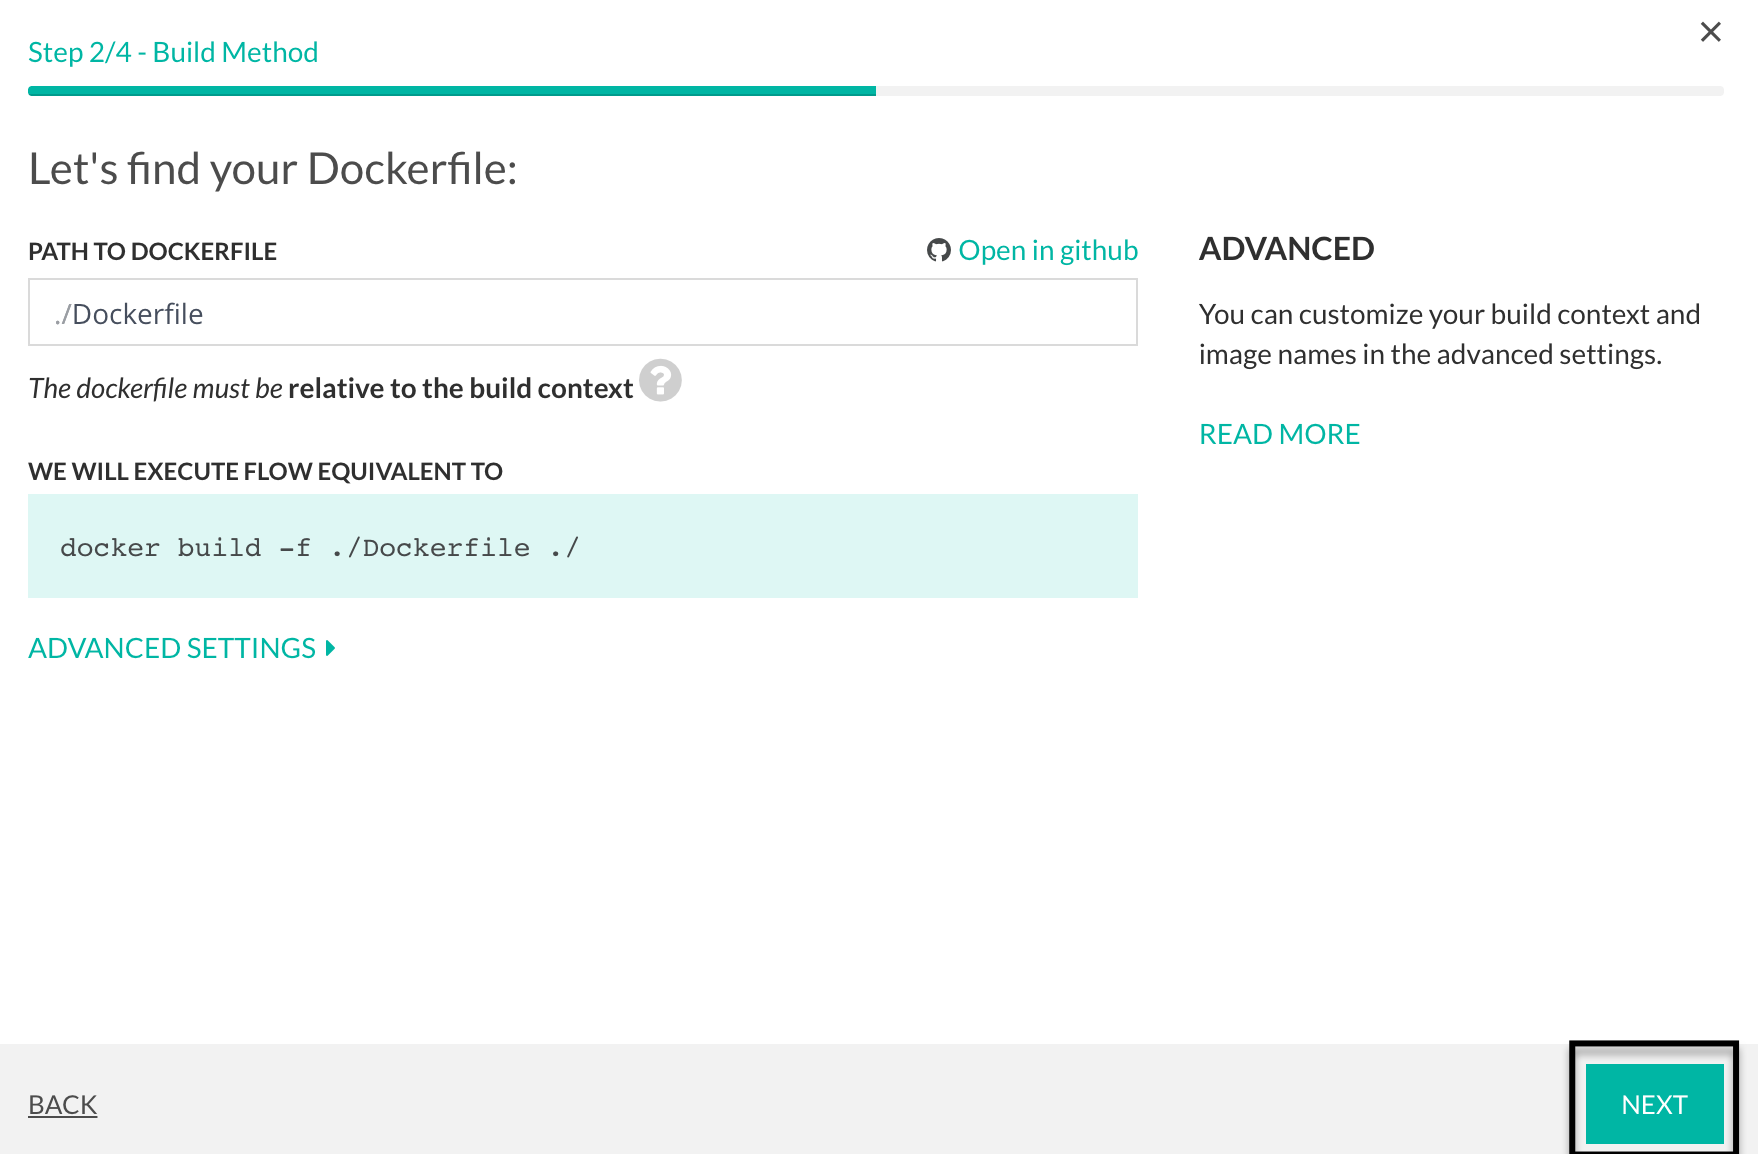 Step 2/4 - Build Method
×
Let's find your Dockerfile:
PATH TO DOCKERFILE
Open in github
./Dockerfile
The dockerfile must be relative to the build context ?
WE WILL EXECUTE FLOW EQUIVALENT TO
docker build -f ./Dockerfile ./
ADVANCED SETTINGS
ADVANCED
You can customize your build context and
image names in the advanced settings.
READ MORE
BACK
NEXT